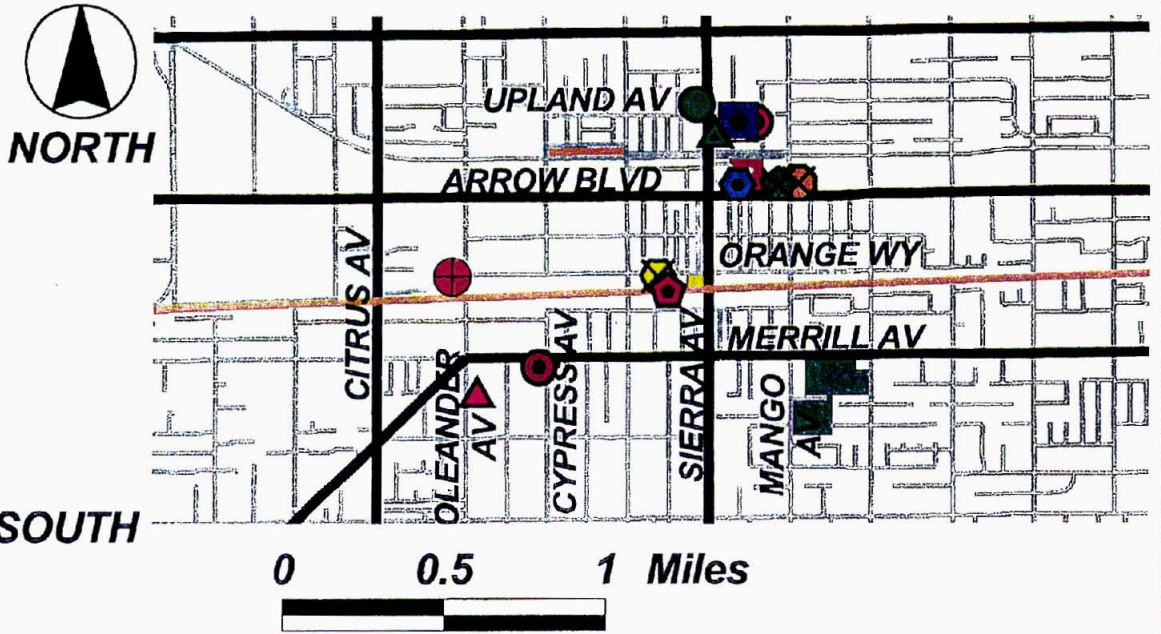 UPLAND AV
NORTH
ARROW BLVD
ORANGE WY
CITRUS AV
MERRILL AV
OLEANDER
AV
CYPRESS AV
SIERRA AV
MANGO
AV
SOUTH
0 0.5 1 Miles